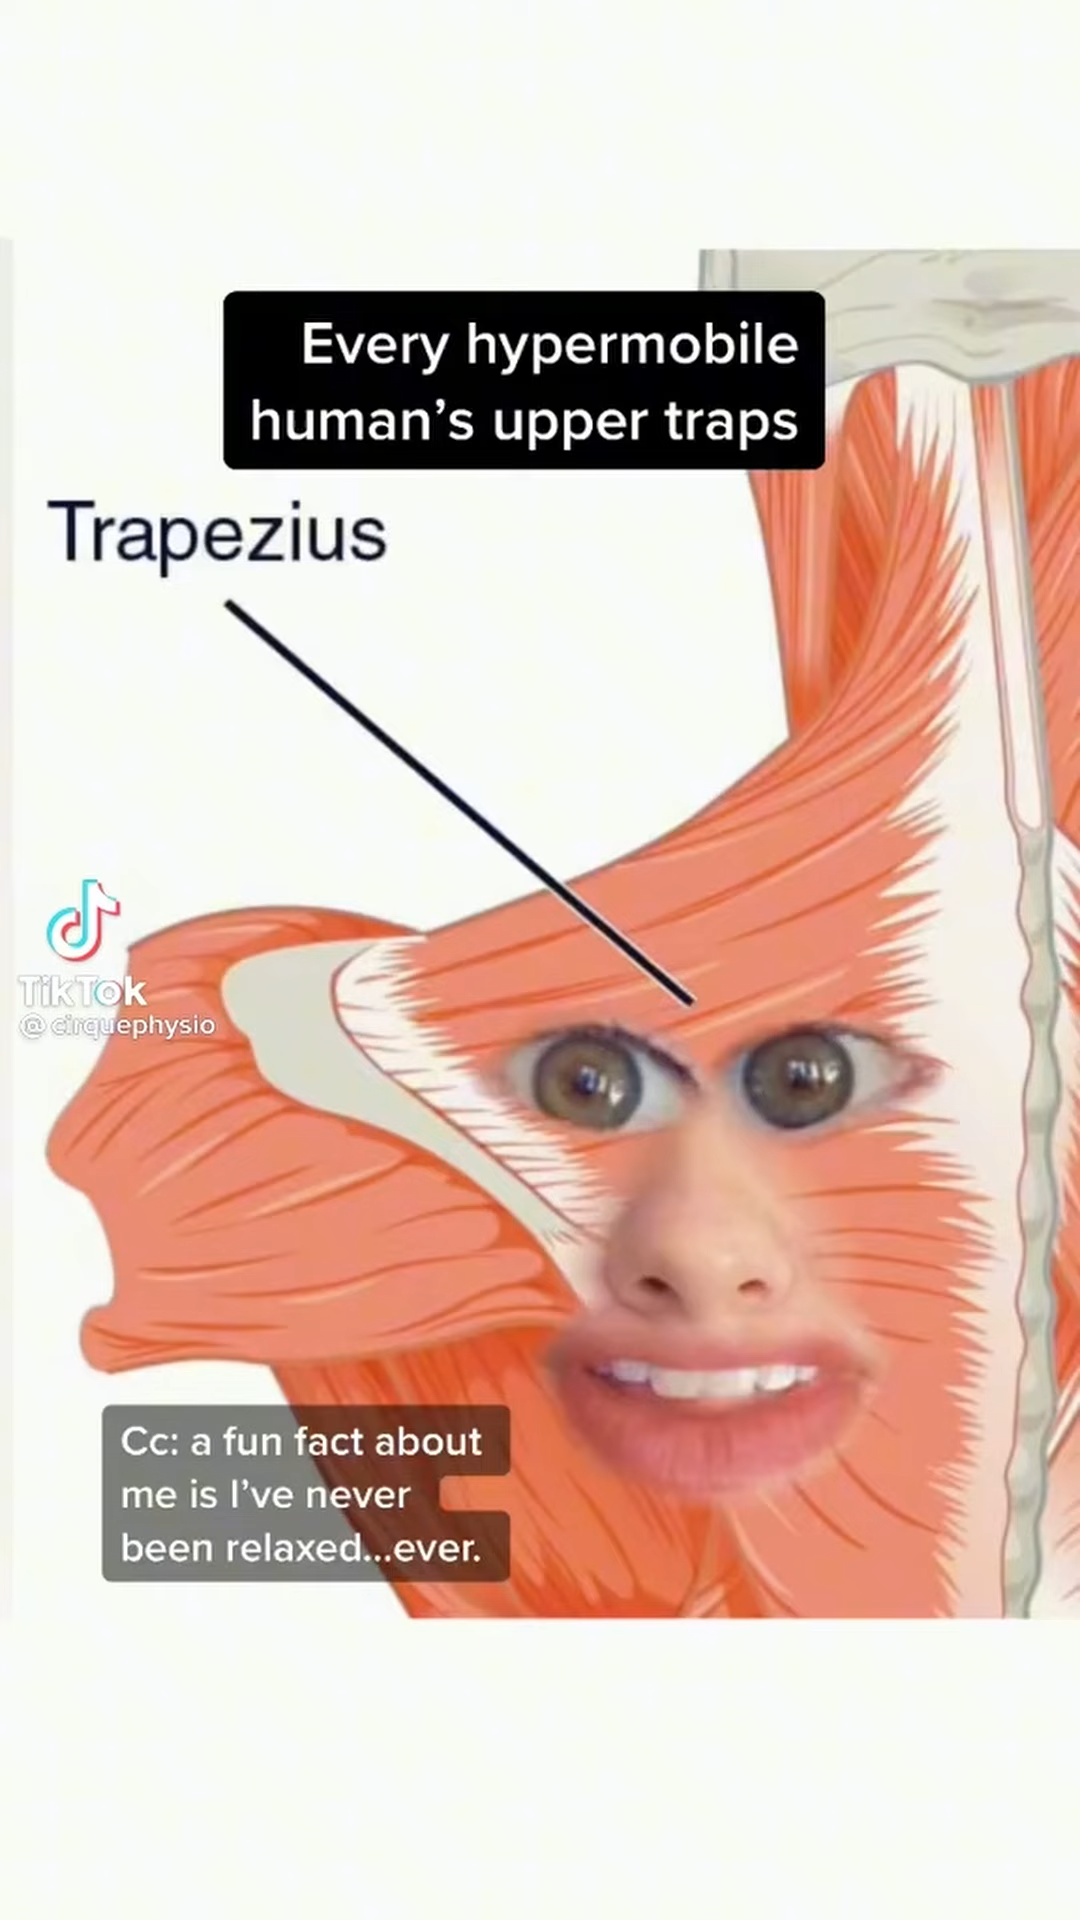 Every hypermobile
human's upper traps
Trapezius
TikTok
@cirquephysio
Cc: a fun fact about
me is I've never
been relaxed...ever.